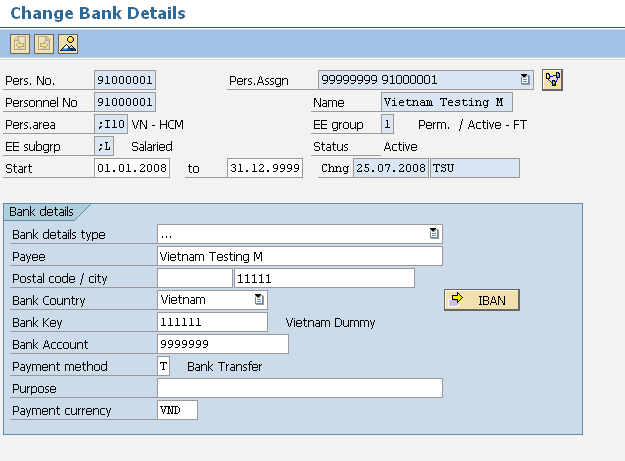 Change Bank Details
Pers. No. 91000001 Pers.Assgn 99999999 91000001
Personnel No 91000001 Name Vietnam Testing M
Pers.area ;I10 VN - HCM EE group 1 Perm. / Active - FT
EE subgrp ;L Salaried Status Active
Start 01.01.2008 to 31.12.9999 Chng 25.07.2008 TSU
Bank details
Bank details type ...
Payee Vietnam Testing M
Postal code / city 11111
Bank Country Vietnam IBAN
Bank Key 111111 Vietnam Dummy
Bank Account 9999999
Payment method T Bank Transfer
Purpose
Payment currency VND